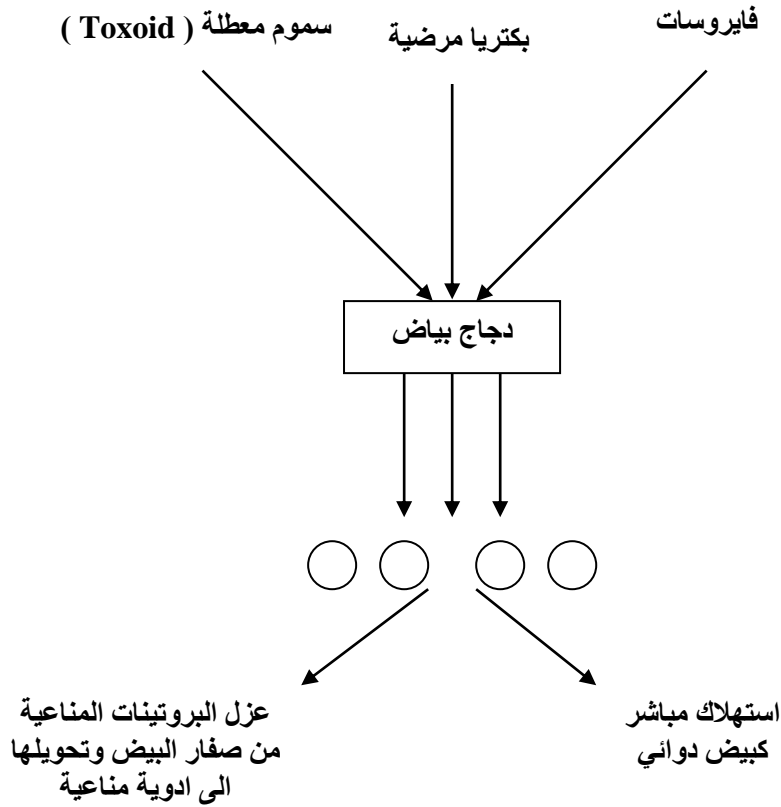 فايروسات
بكتريا مرضية
سموم معطلة ( Toxoid )
دجاج بياض
استهلاك مباشر
كبيض دوائي
عزل البروتينات المناعية
من صفار البيض وتحويلها
الى ادوية مناعية